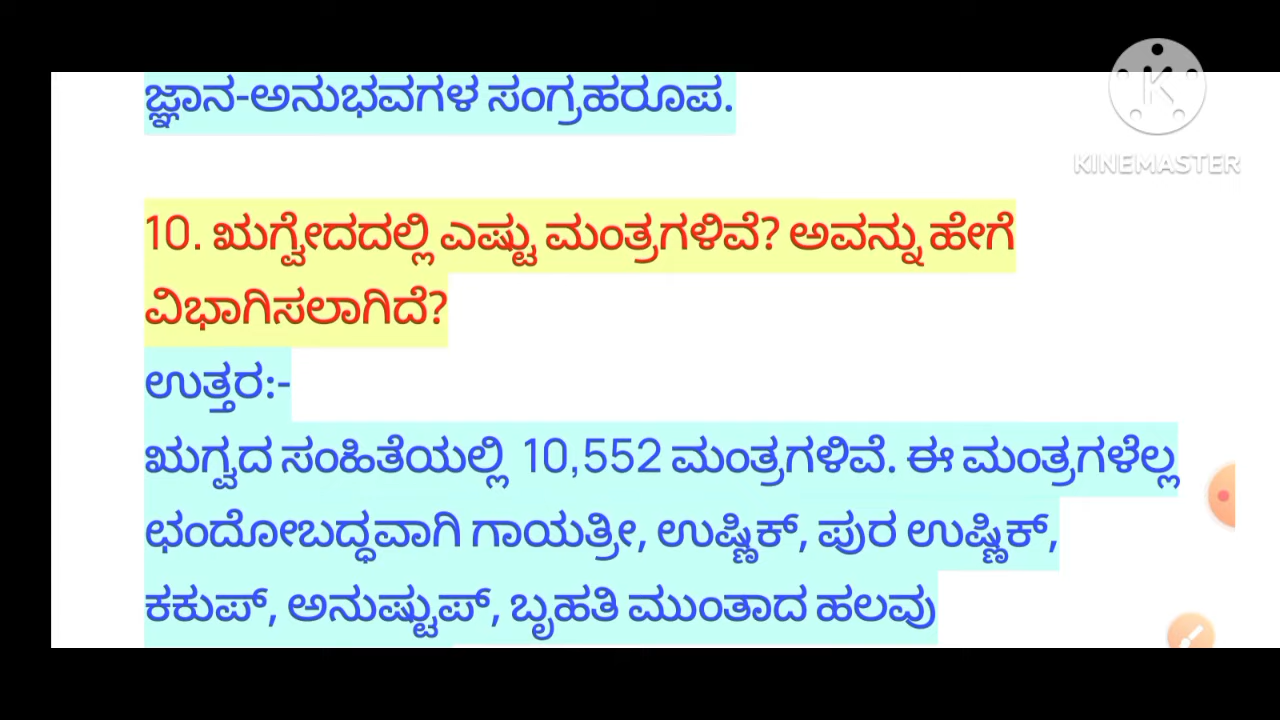 ಜ್ಞಾನ-ಅನುಭವಗಳ ಸಂಗ್ರಹರೂಪ.
K
KINEMASTER
10. ಋಗ್ವೇದದಲ್ಲಿ ಎಷ್ಟು ಮಂತ್ರಗಳಿವೆ? ಅವನ್ನು ಹೇಗೆ
ವಿಭಾಗಿಸಲಾಗಿದೆ?
ಉತ್ತರ:-
ಋಗ್ವದ ಸಂಹಿತೆಯಲ್ಲಿ 10,552 ಮಂತ್ರಗಳಿವೆ. ಈ ಮಂತ್ರಗಳೆಲ್ಲ
ಛಂದೋಬದ್ಧವಾಗಿ ಗಾಯತ್ರೀ, ಉಷ್ಣಿಕ್, ಪುರ ಉಷ್ಣಿಕ್,
ಕಕುಪ್, ಅನುಷ್ಟುಪ್, ಬೃಹತಿ ಮುಂತಾದ ಹಲವು